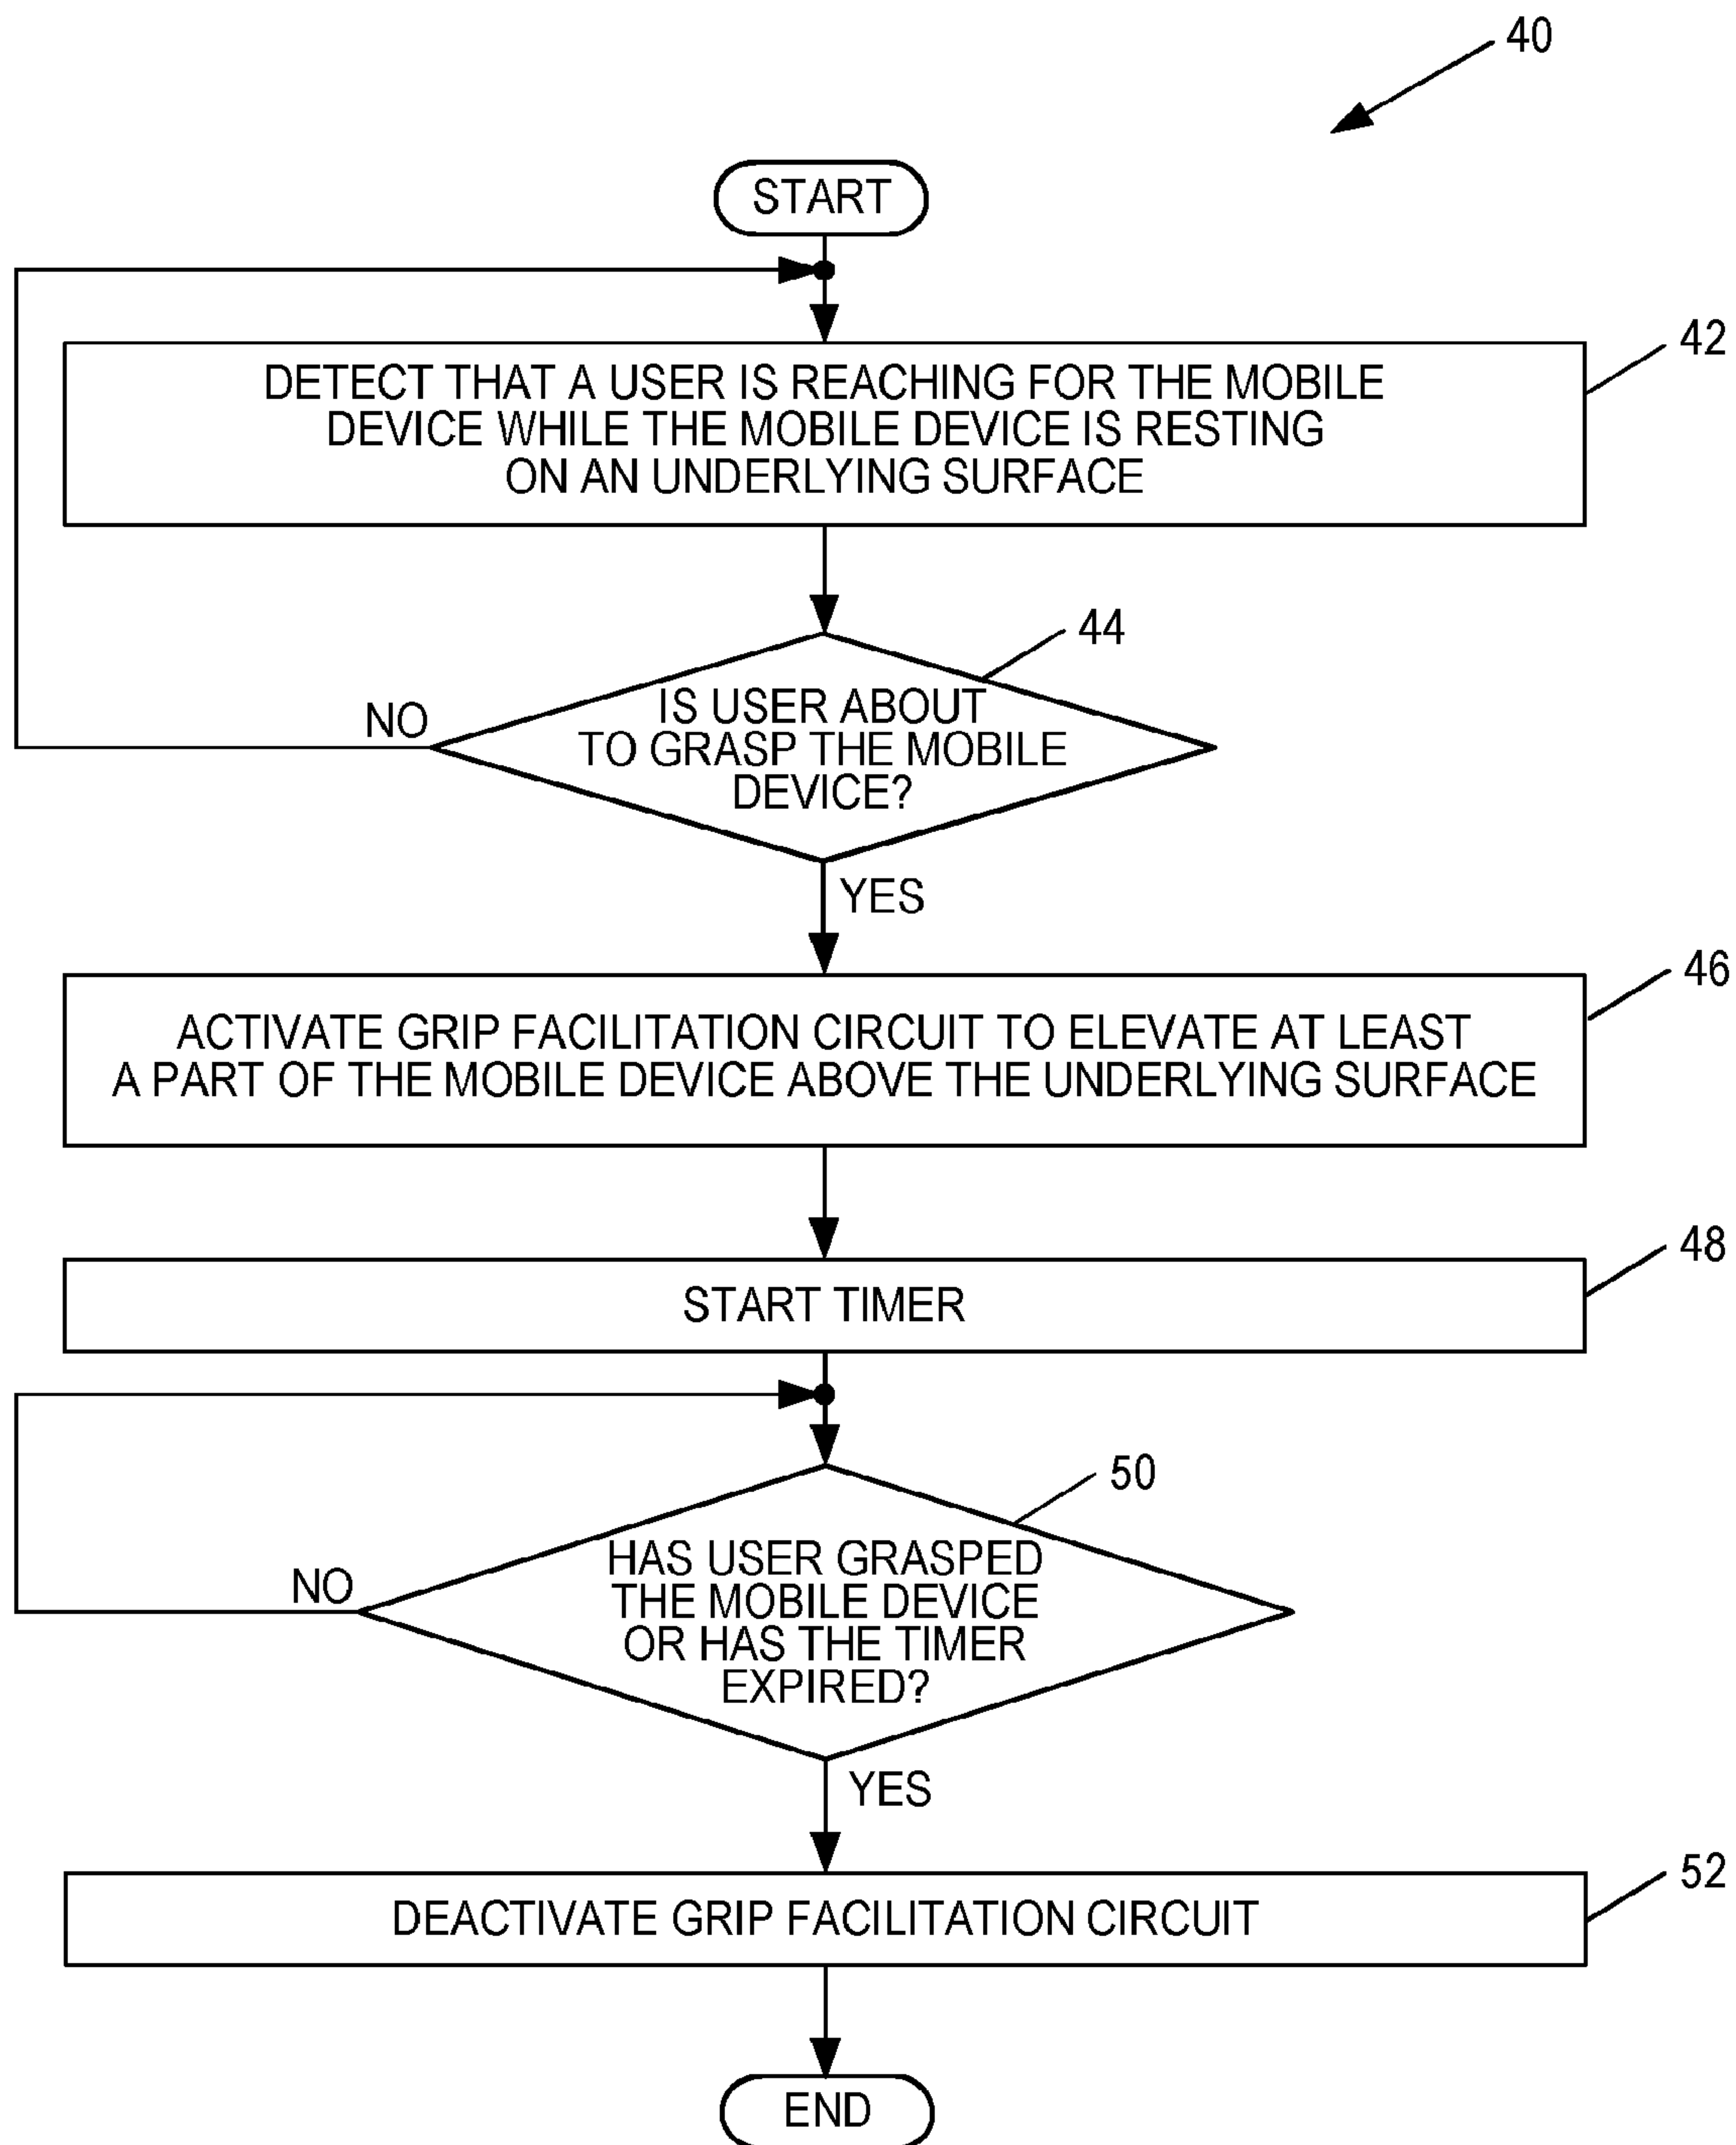 40
START
42
DETECT THAT A USER IS REACHING FOR THE MOBILE
DEVICE WHILE THE MOBILE DEVICE IS RESTING
ON AN UNDERLYING SURFACE
44
IS USER ABOUT
TO GRASP THE MOBILE
DEVICE?
NO
YES
46
ACTIVATE GRIP FACILITATION CIRCUIT TO ELEVATE AT LEAST
A PART OF THE MOBILE DEVICE ABOVE THE UNDERLYING SURFACE
48
START TIMER
50
HAS USER GRASPED
THE MOBILE DEVICE
OR HAS THE TIMER
EXPIRED?
NO
YES
52
DEACTIVATE GRIP FACILITATION CIRCUIT
END